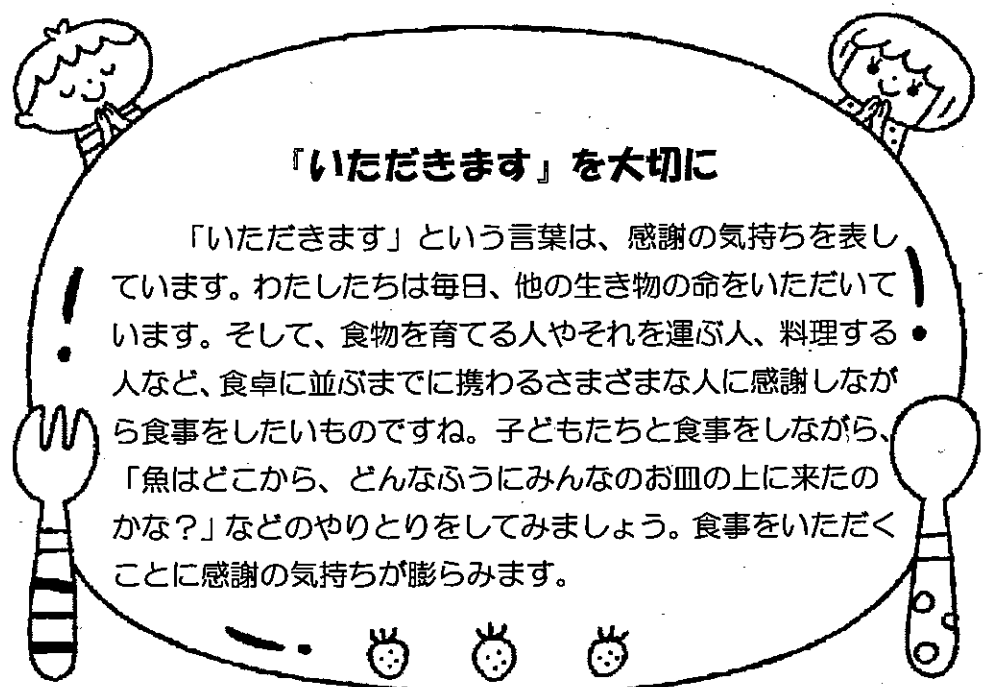 『いただきます」を大切に
「いただきます」という言葉は、感謝の気持ちを表し
ています。わたしたちは毎日、他の生き物の命をいただいて
います。そして、食物を育てる人やそれを運ぶ人、料理する
人など、食卓に並ぶまでに携わるさまざまな人に感謝しなが
ら食事をしたいものですね。子どもたちと食事をしながら、
「魚はどこから、どんなふうにみんなのお皿の上に来たの
かな？」などのやりとりをしてみましょう。食事をいただく
ことに感謝の気持ちが膨らみます。